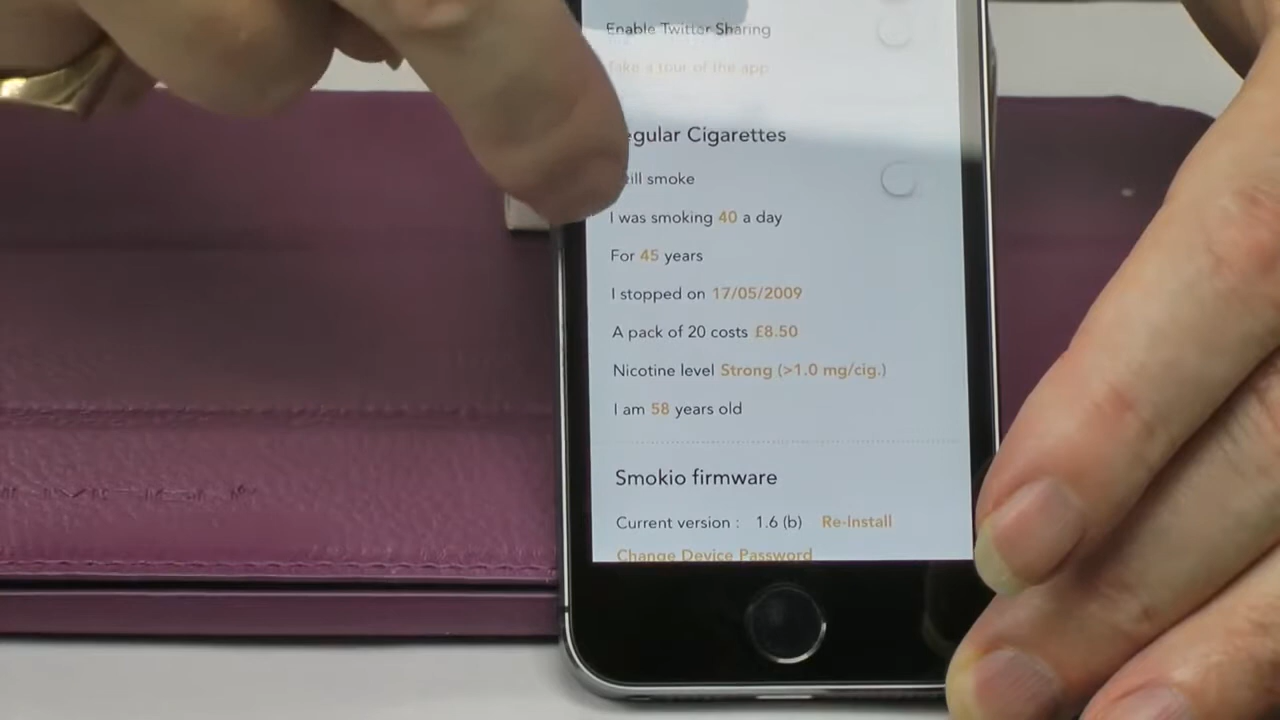 Enable Twitter Sharing
Take a tour of the app
egular Cigarettes
ill smoke
I was smoking 40 a day
For 45 years
I stopped on 17/05/2009
A pack of 20 costs £8.50
Nicotine level Strong (>1.0 mg/cig.)
I am 58 years old
Smokio firmware
Current version : 1.6 (b) Re-install
Change Device Password